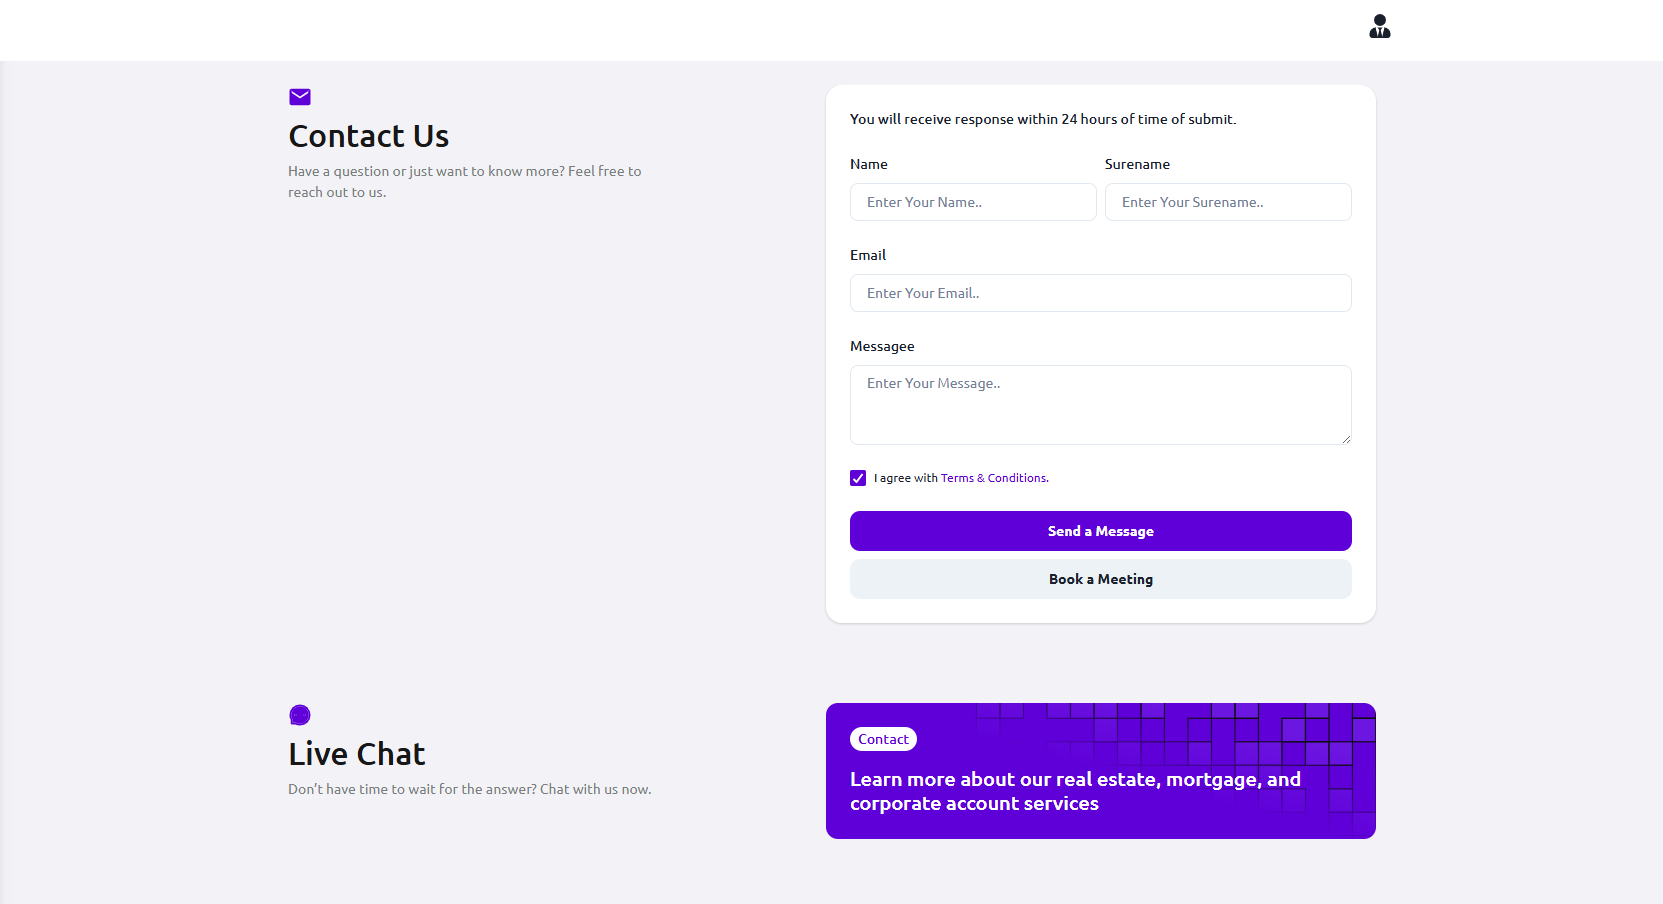 Contact Us
Have a question or just want to know more? Feel free to
reach out to us.
You will receive response within 24 hours of time of submit.
Name
Surename
Enter Your Name..
Enter Your Surename..
Email
Enter Your Email..
Messagee
Enter Your Message..
I agree with Terms & Conditions.
Send a Message
Book a Meeting
Live Chat
Don’t have time to wait for the answer? Chat with us now.
Contact
Learn more about our real estate, mortgage, and
corporate account services